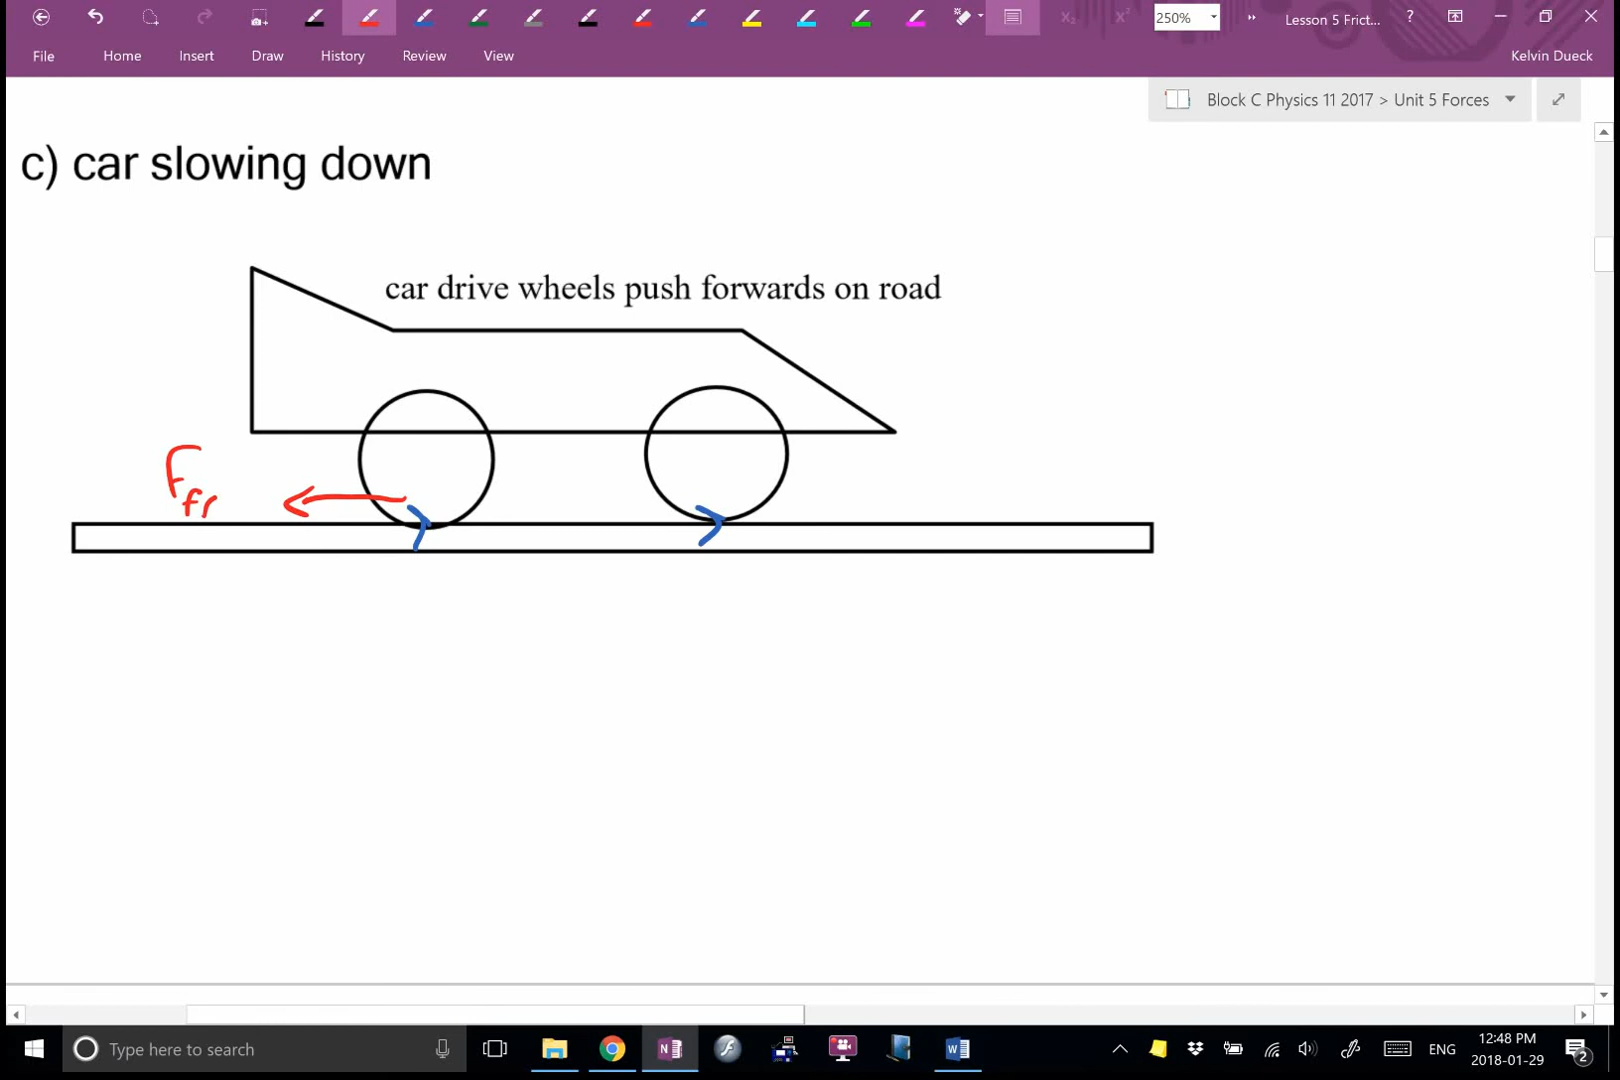 250%
Lesson 5 Frict...
?
File
Home
Insert
Draw
History
Review
View
Kelvin Dueck
Block C Physics 11 2017 > Unit 5 Forces
c) car slowing down
car drive wheels push forwards on road
Ffr
Type here to search
ENG
12:48 PM
2018-01-29
2